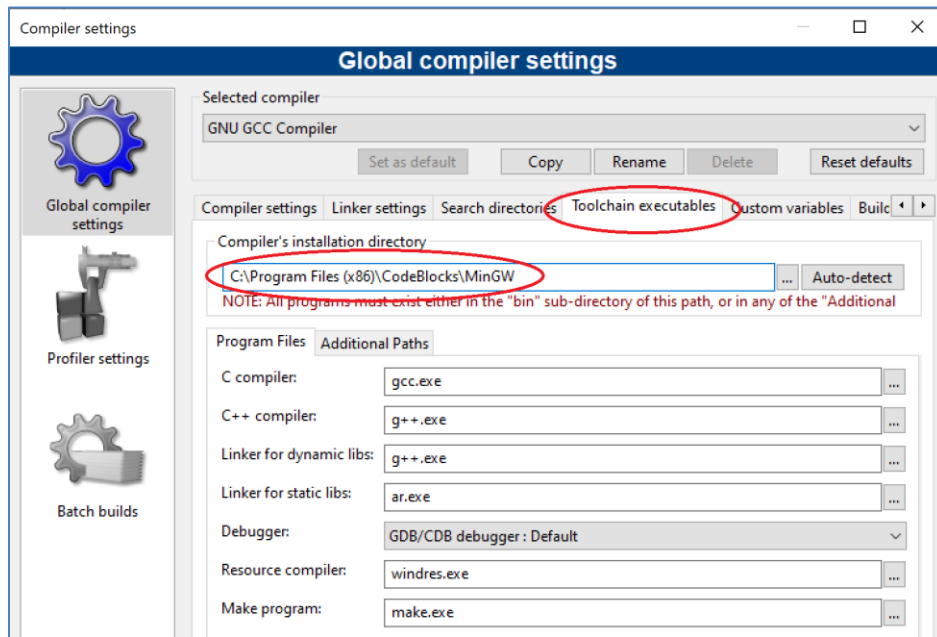 Compiler settings
Global compiler settings
Global compiler
settings
Profiler settings
Batch builds
Selected compiler
GNU GCC Compiler
Set as default Copy Rename Delete Reset defaults
Compiler settings Linker settings Search directories Toolchain executables Custom variables Builc
Compiler's installation directory
C:\Program Files (x86)\CodeBlocks\MinGW ... Auto-detect
NOTE: All programs must exist either in the "bin" sub-directory of this path, or in any of the "Additional
Program Files Additional Paths
C compiler: gcc.exe ...
C++ compiler: g++.exe ...
Linker for dynamic libs: g++.exe ...
Linker for static libs: ar.exe ...
Debugger: GDB/CDB debugger : Default
Resource compiler: windres.exe ...
Make program: make.exe ...